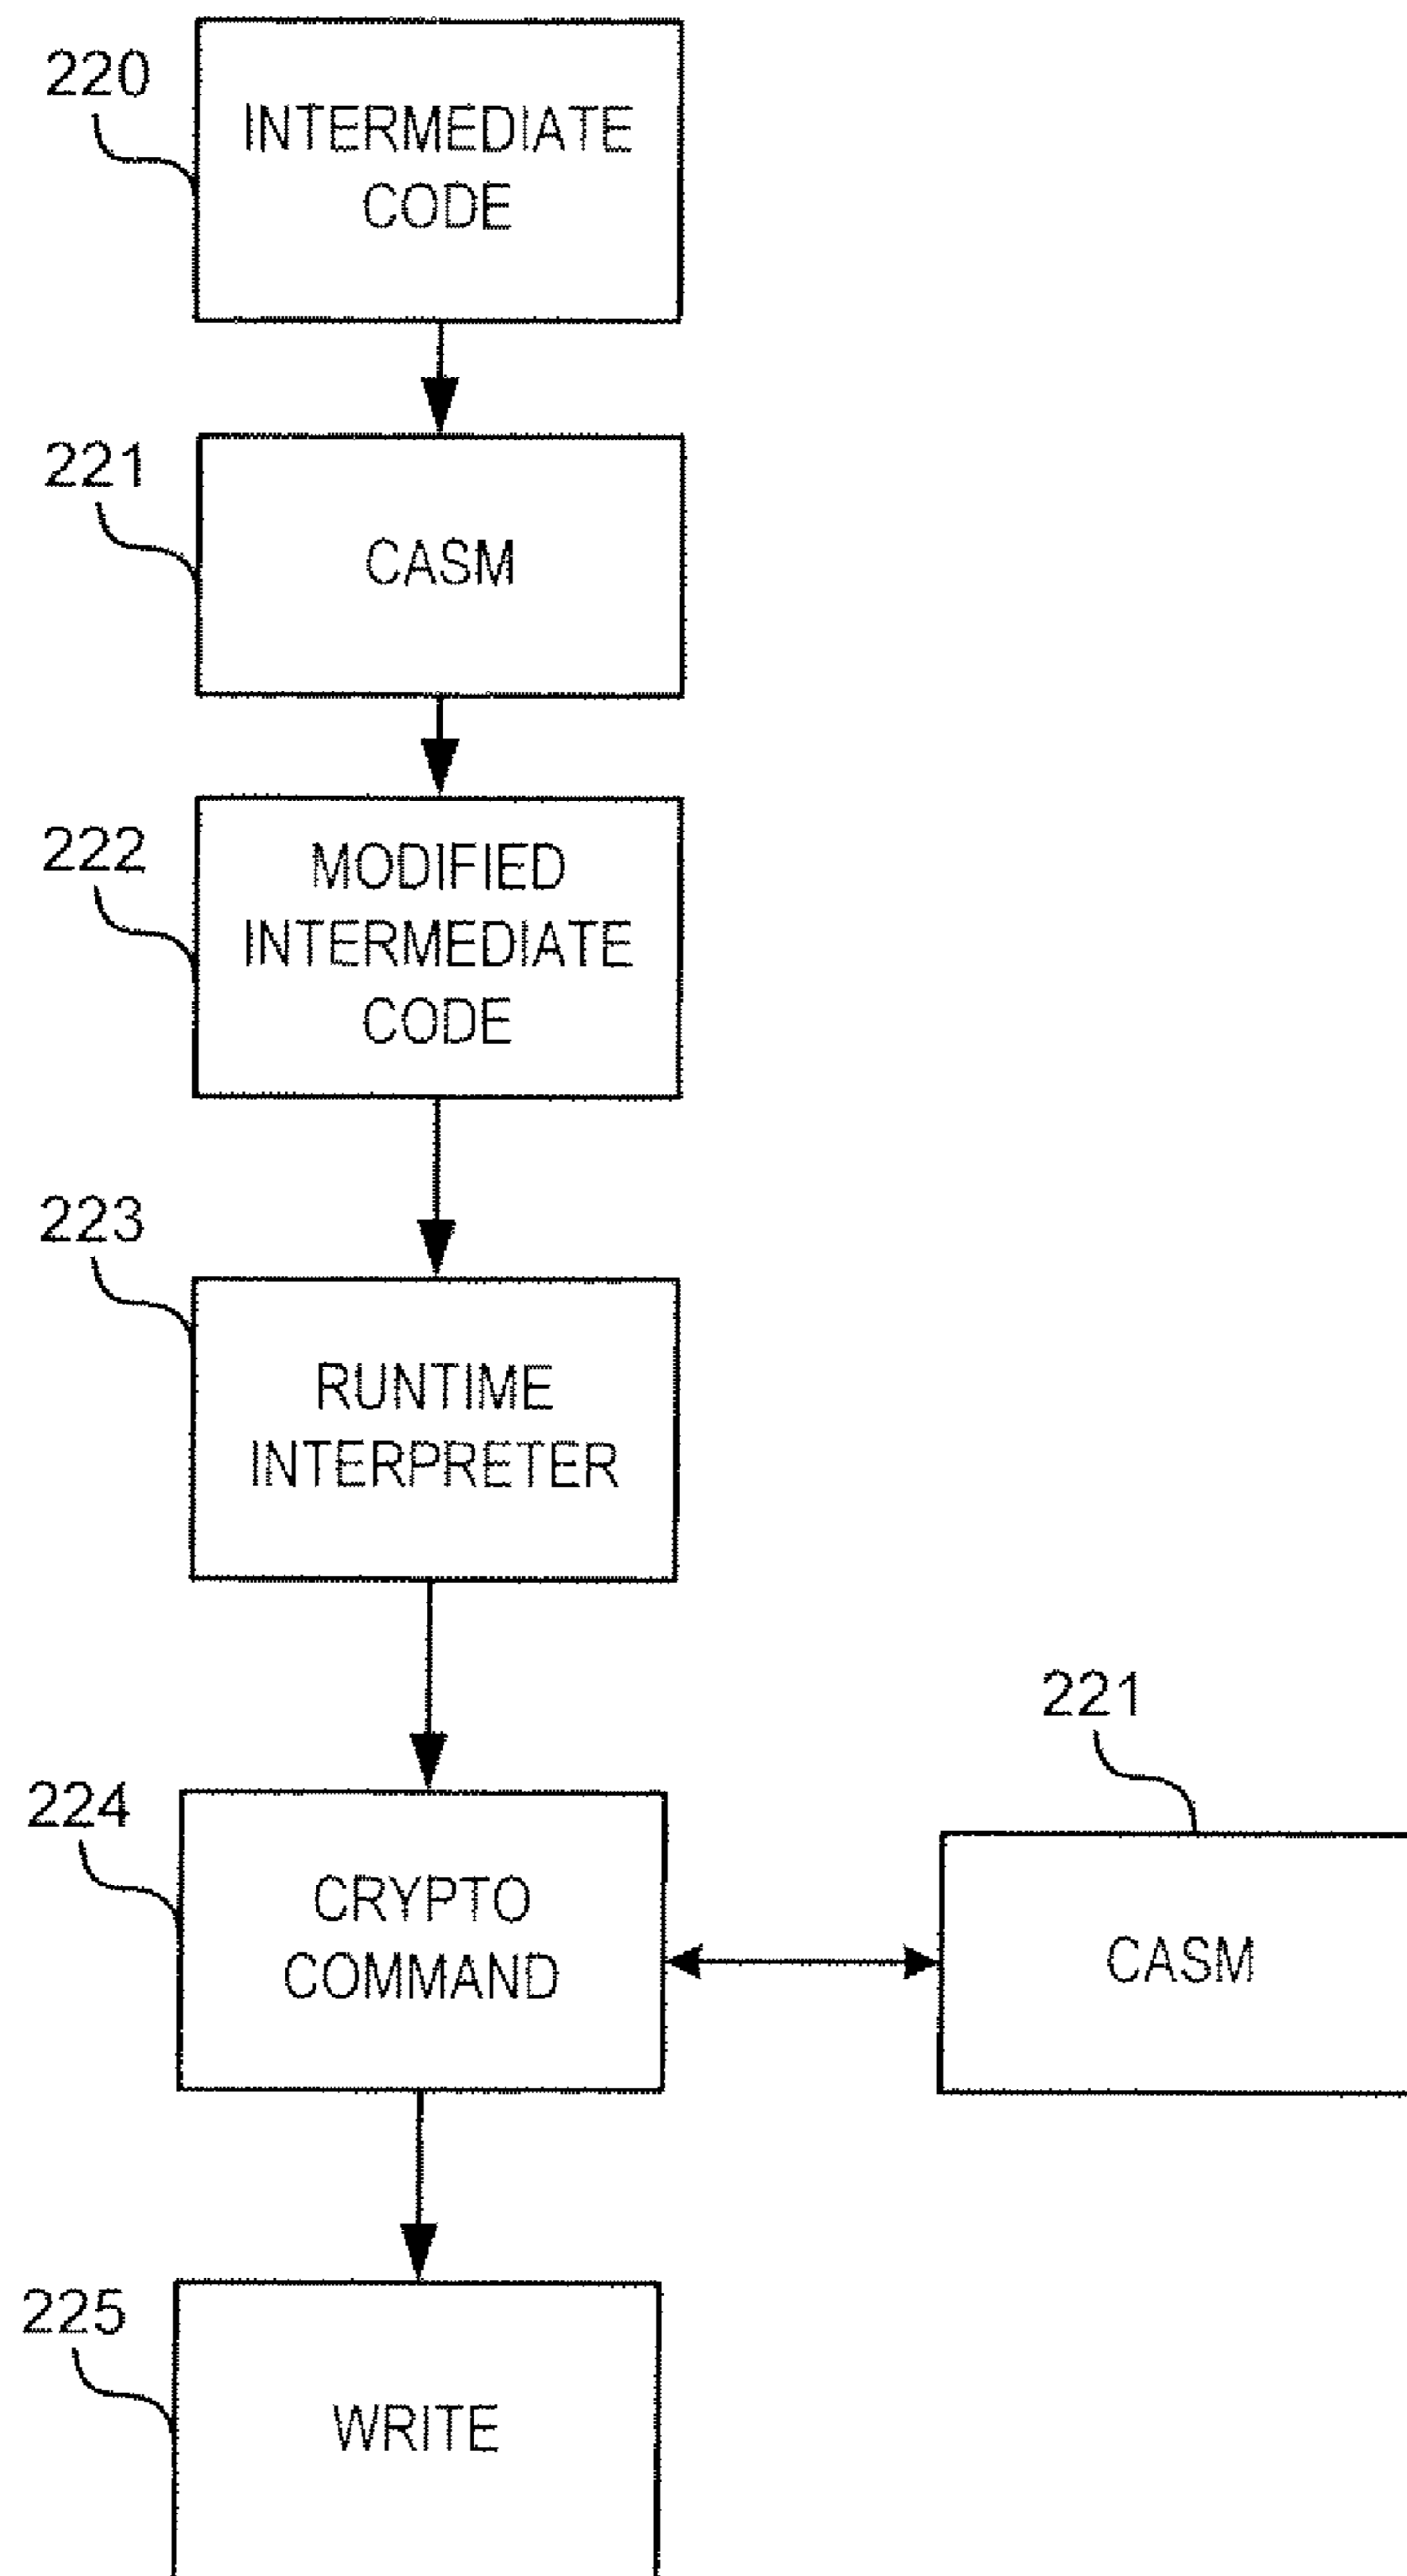 220
INTERMEDIATE
CODE
221
CASM
222
MODIFIED
INTERMEDIATE
CODE
223
RUNTIME
INTERPRETER
224
CRYPTO
COMMAND
221
CASM
225
WRITE